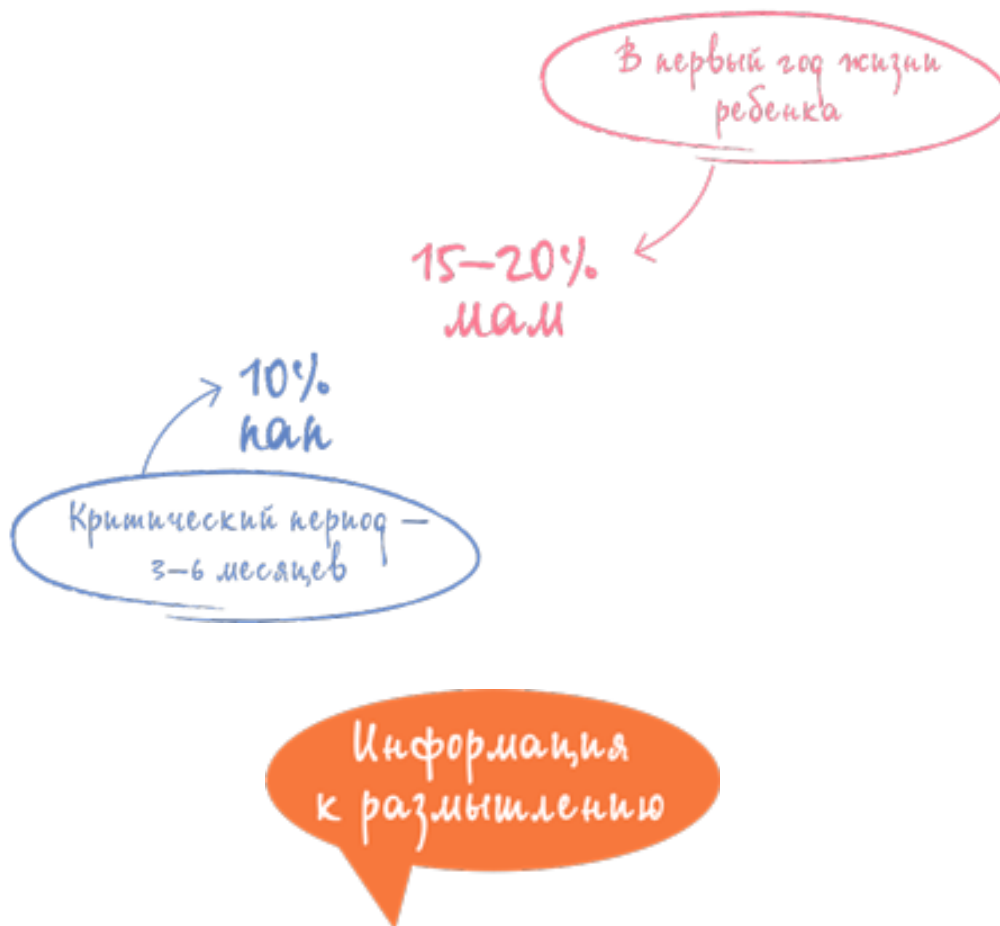 В первый год жизни
ребенка
15–20%
мам
10%
пап
Критический период –
3–6 месяцев
Информация
к размышлению